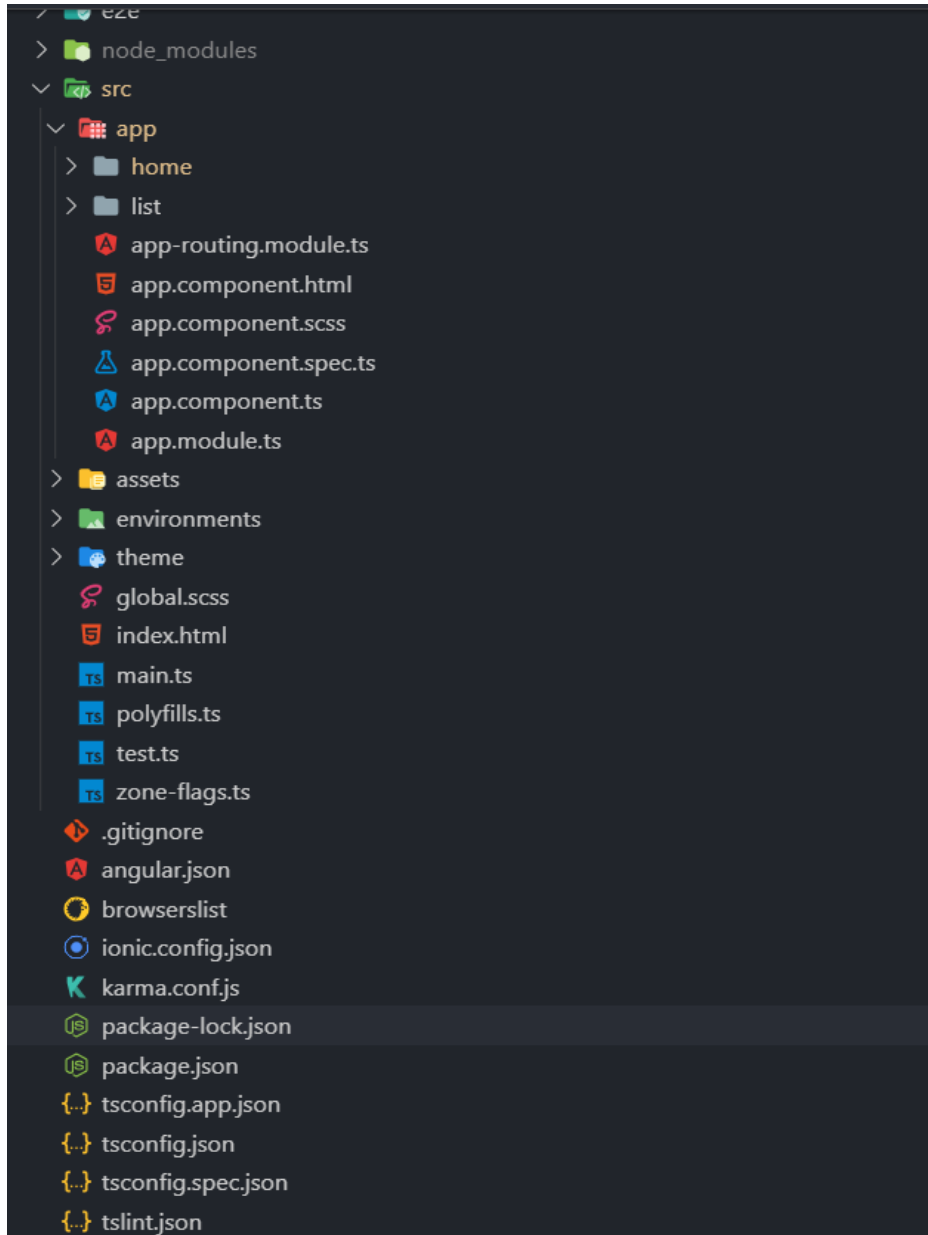 e2e
node_modules
src
app
home
list
app-routing.module.ts
app.component.html
app.component.scss
app.component.spec.ts
app.component.ts
app.module.ts
assets
environments
theme
global.scss
index.html
main.ts
polyfills.ts
test.ts
zone-flags.ts
.gitignore
angular.json
browserslist
ionic.config.json
karma.conf.js
package-lock.json
package.json
tsconfig.app.json
tsconfig.json
tsconfig.spec.json
tslint.json